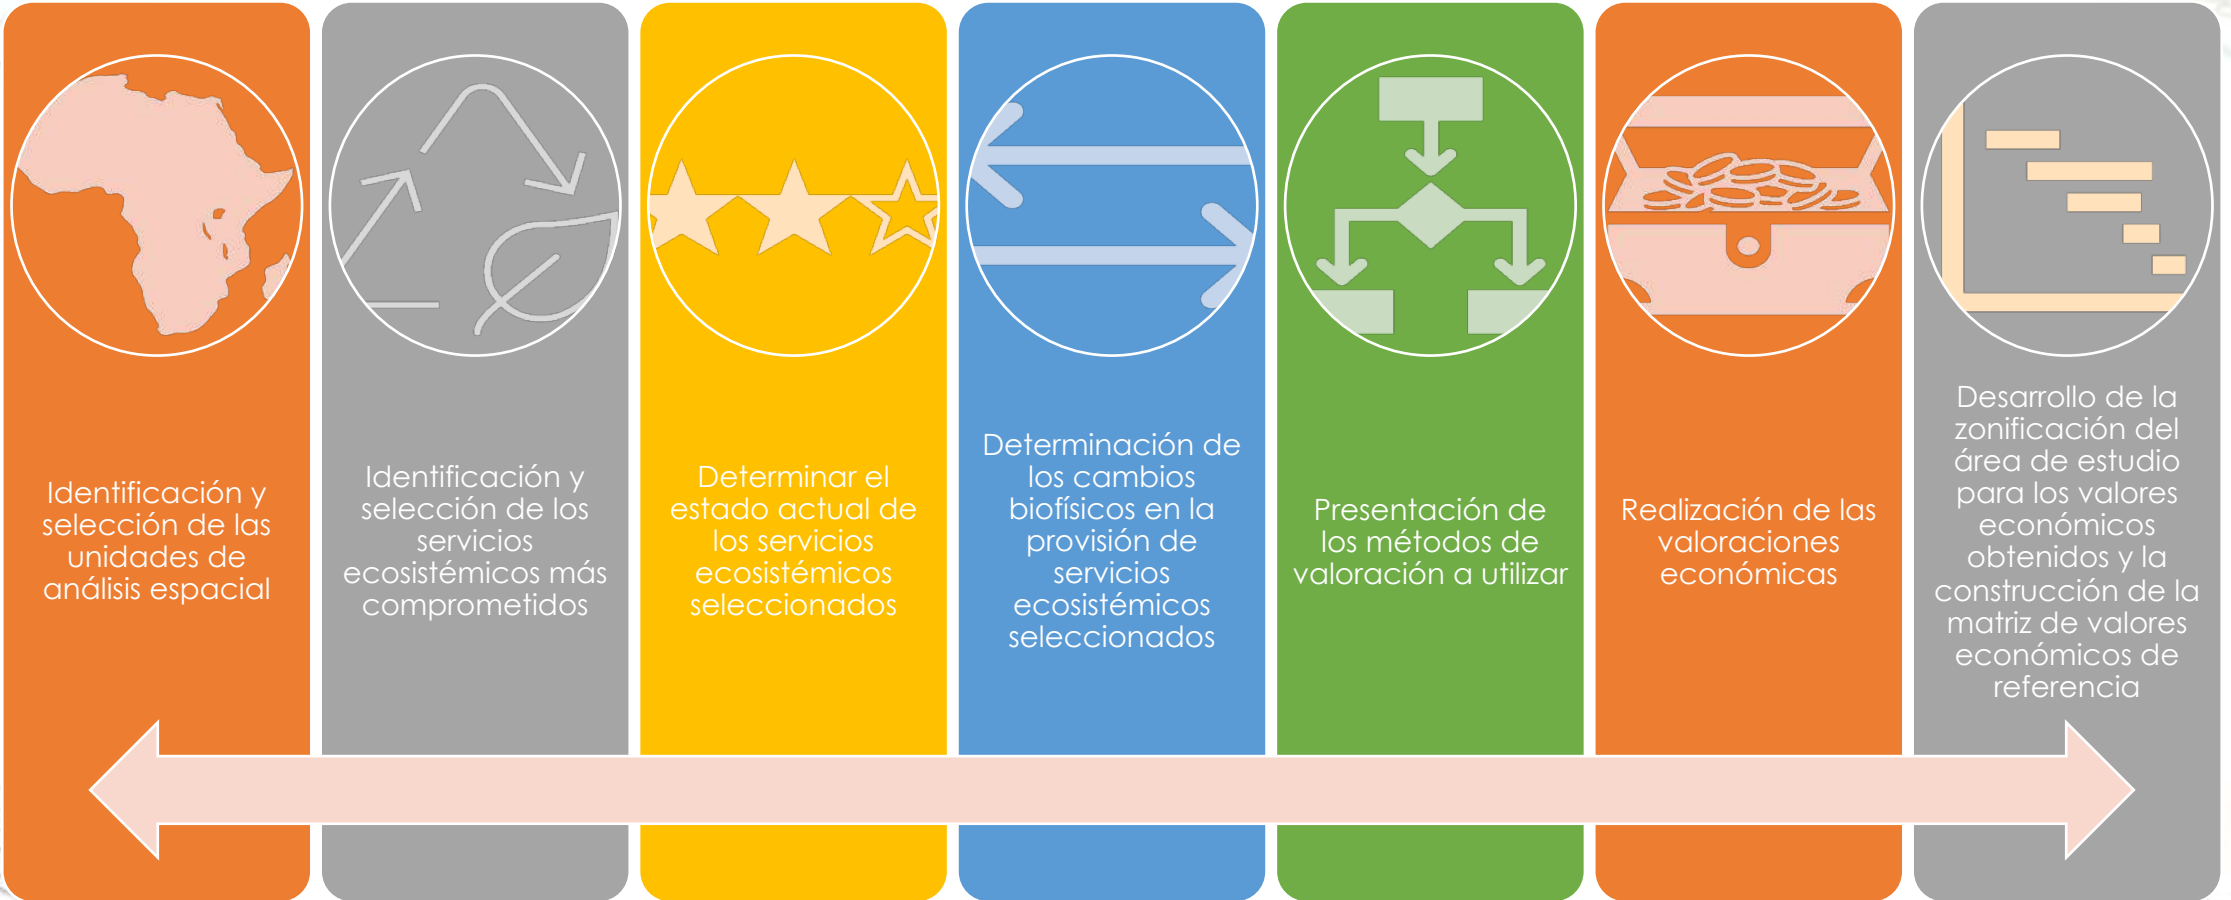 Identificación y
selección de las
unidades de
análisis espacial
Identificación y
selección de los
servicios
ecosistémicos más
comprometidos
Determinar el
estado actual de
los servicios
ecosistémicos
seleccionados
Determinación de
los cambios
biofísicos en la
provisión de
servicios
ecosistémicos
seleccionados
Presentación de
los métodos de
valoración a utilizar
Realización de las
valoraciones
económicas
Desarrollo de la
zonificación del
área de estudio
para los valores
económicos
obtenidos y la
construcción de la
matriz de valores
económicos de
referencia